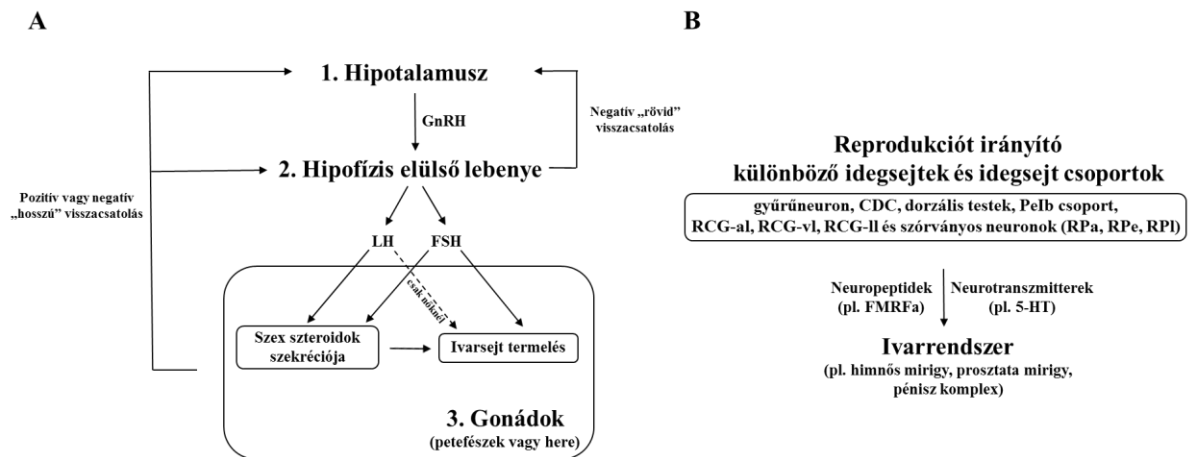 A
1. Hipotalamusz
GnRH
Negatív „rövid”
visszacsatolás
2. Hipofízis elülső lebenye
Pozitív vagy negatív
„hosszú” visszacsatolás
LH
FSH
csak nőknél
Szex szteroidok
szekréciója
Ivarsejt termelés
3. Gonádok
(petefészek vagy here)
B
Reprodukciót irányító
különböző idegsejtek és idegsejt csoportok
gyűrűneuron, CDC, dorzális testek, PeIb csoport,
RCG-al, RCG-vl, RCG-ll és szórványos neuronok (RPa, RPe, RPl)
Neuropeptidek
(pl. FMRFa)
Neurotranszmitterek
(pl. 5-HT)
Ivarrendszer
(pl. hímnős mirigy, prosztata mirigy,
pénisz komplex)